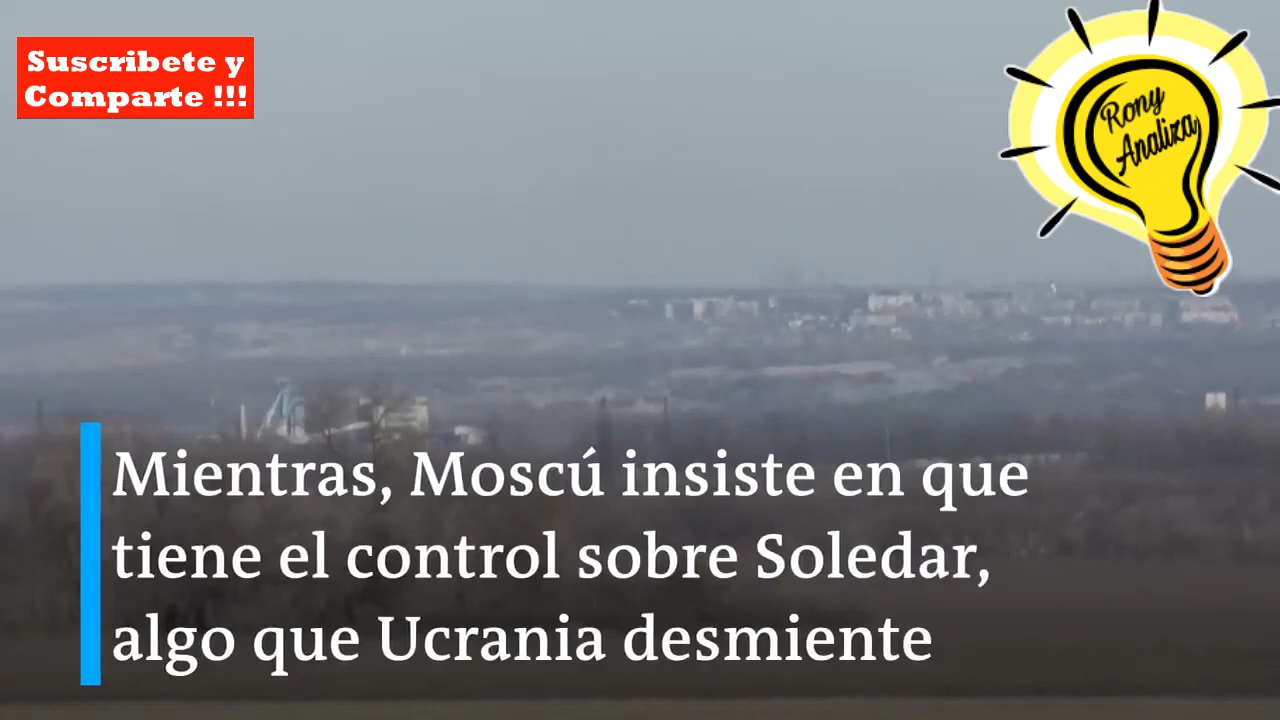 Suscribete y
Comparte !!!
Rony
Analiza
Mientras, Moscú insiste en que
tiene el control sobre Soledar,
algo que Ucrania desmiente